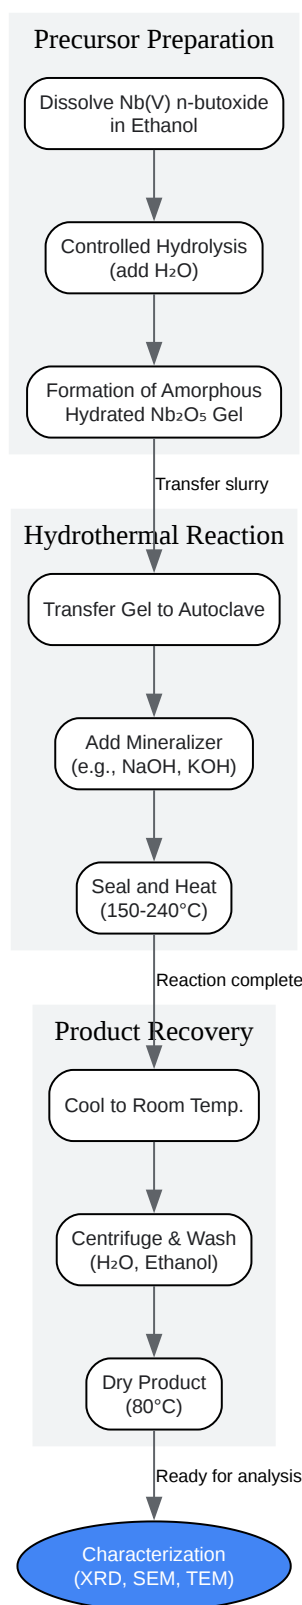 Precursor Preparation
Dissolve Nb(V) n-butoxide
in Ethanol
Controlled Hydrolysis
(add H₂O)
Formation of Amorphous
Hydrated Nb₂O₅ Gel
Transfer slurry
Hydrothermal Reaction
Transfer Gel to Autoclave
Add Mineralizer
(e.g., NaOH, KOH)
Seal and Heat
(150-240°C)
Reaction complete
Product Recovery
Cool to Room Temp.
Centrifuge & Wash
(H₂O, Ethanol)
Dry Product
(80°C)
Ready for analysis
Characterization
(XRD, SEM, TEM)